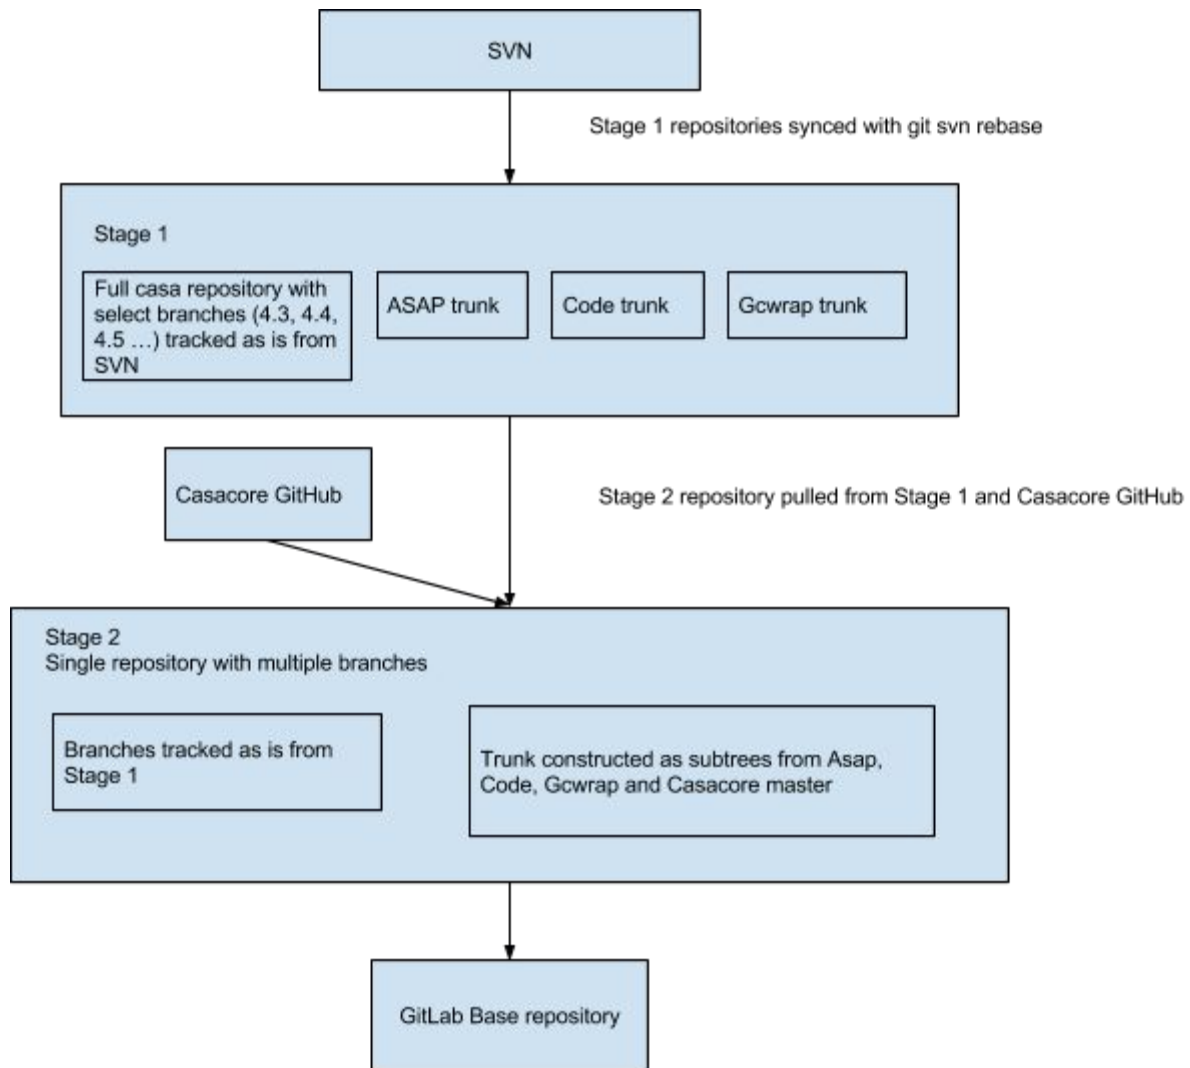 SVN
Stage 1 repositories synced with git svn rebase
Stage 1
Full casa repository with
select branches (4.3, 4.4,
4.5 ...) tracked as is from
SVN
ASAP trunk
Code trunk
Gcwrap trunk
Casacore GitHub
Stage 2 repository pulled from Stage 1 and Casacore GitHub
Stage 2
Single repository with multiple branches
Branches tracked as is from
Stage 1
Trunk constructed as subtrees from Asap,
Code, Gcwrap and Casacore master
GitLab Base repository